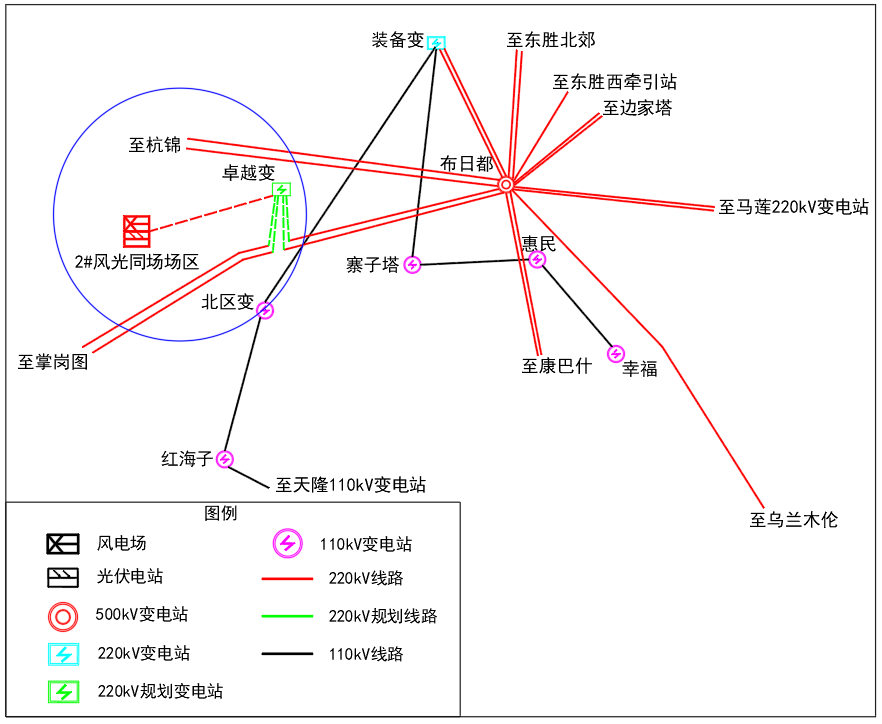 装备变
至东胜北郊
至东胜西牵引站
至边家塔
至杭锦
布日都
卓越变
至马莲220kV变电站
2#风光同场场区
惠民
寨子塔
北区变
至掌岗图
至康巴什
幸福
红海子
至天隆110kV变电站
至乌兰木伦
图例
风电场
110kV变电站
光伏电站
220kV线路
500kV变电站
220kV规划线路
220kV变电站
110kV线路
220kV规划变电站